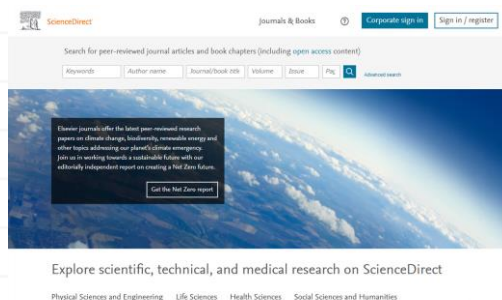 ScienceDirect
Journals & Books
?
Corporate sign in
Sign in / register
Search for peer-reviewed journal articles and book chapters (including open access content)
Keywords
Author name
Journal/book title
Volume
Issue
Pag
Advanced search
Elsevier journals offer the latest peer-reviewed research
papers on climate change, biodiversity, renewable energy and
other topics addressing our planet's climate emergency.
Join us in working towards a sustainable future with our
editorially independent report on creating a Net Zero future.
Get the Net Zero report
Explore scientific, technical, and medical research on ScienceDirect
Physical Sciences and Engineering Life Sciences Health Sciences Social Sciences and Humanities